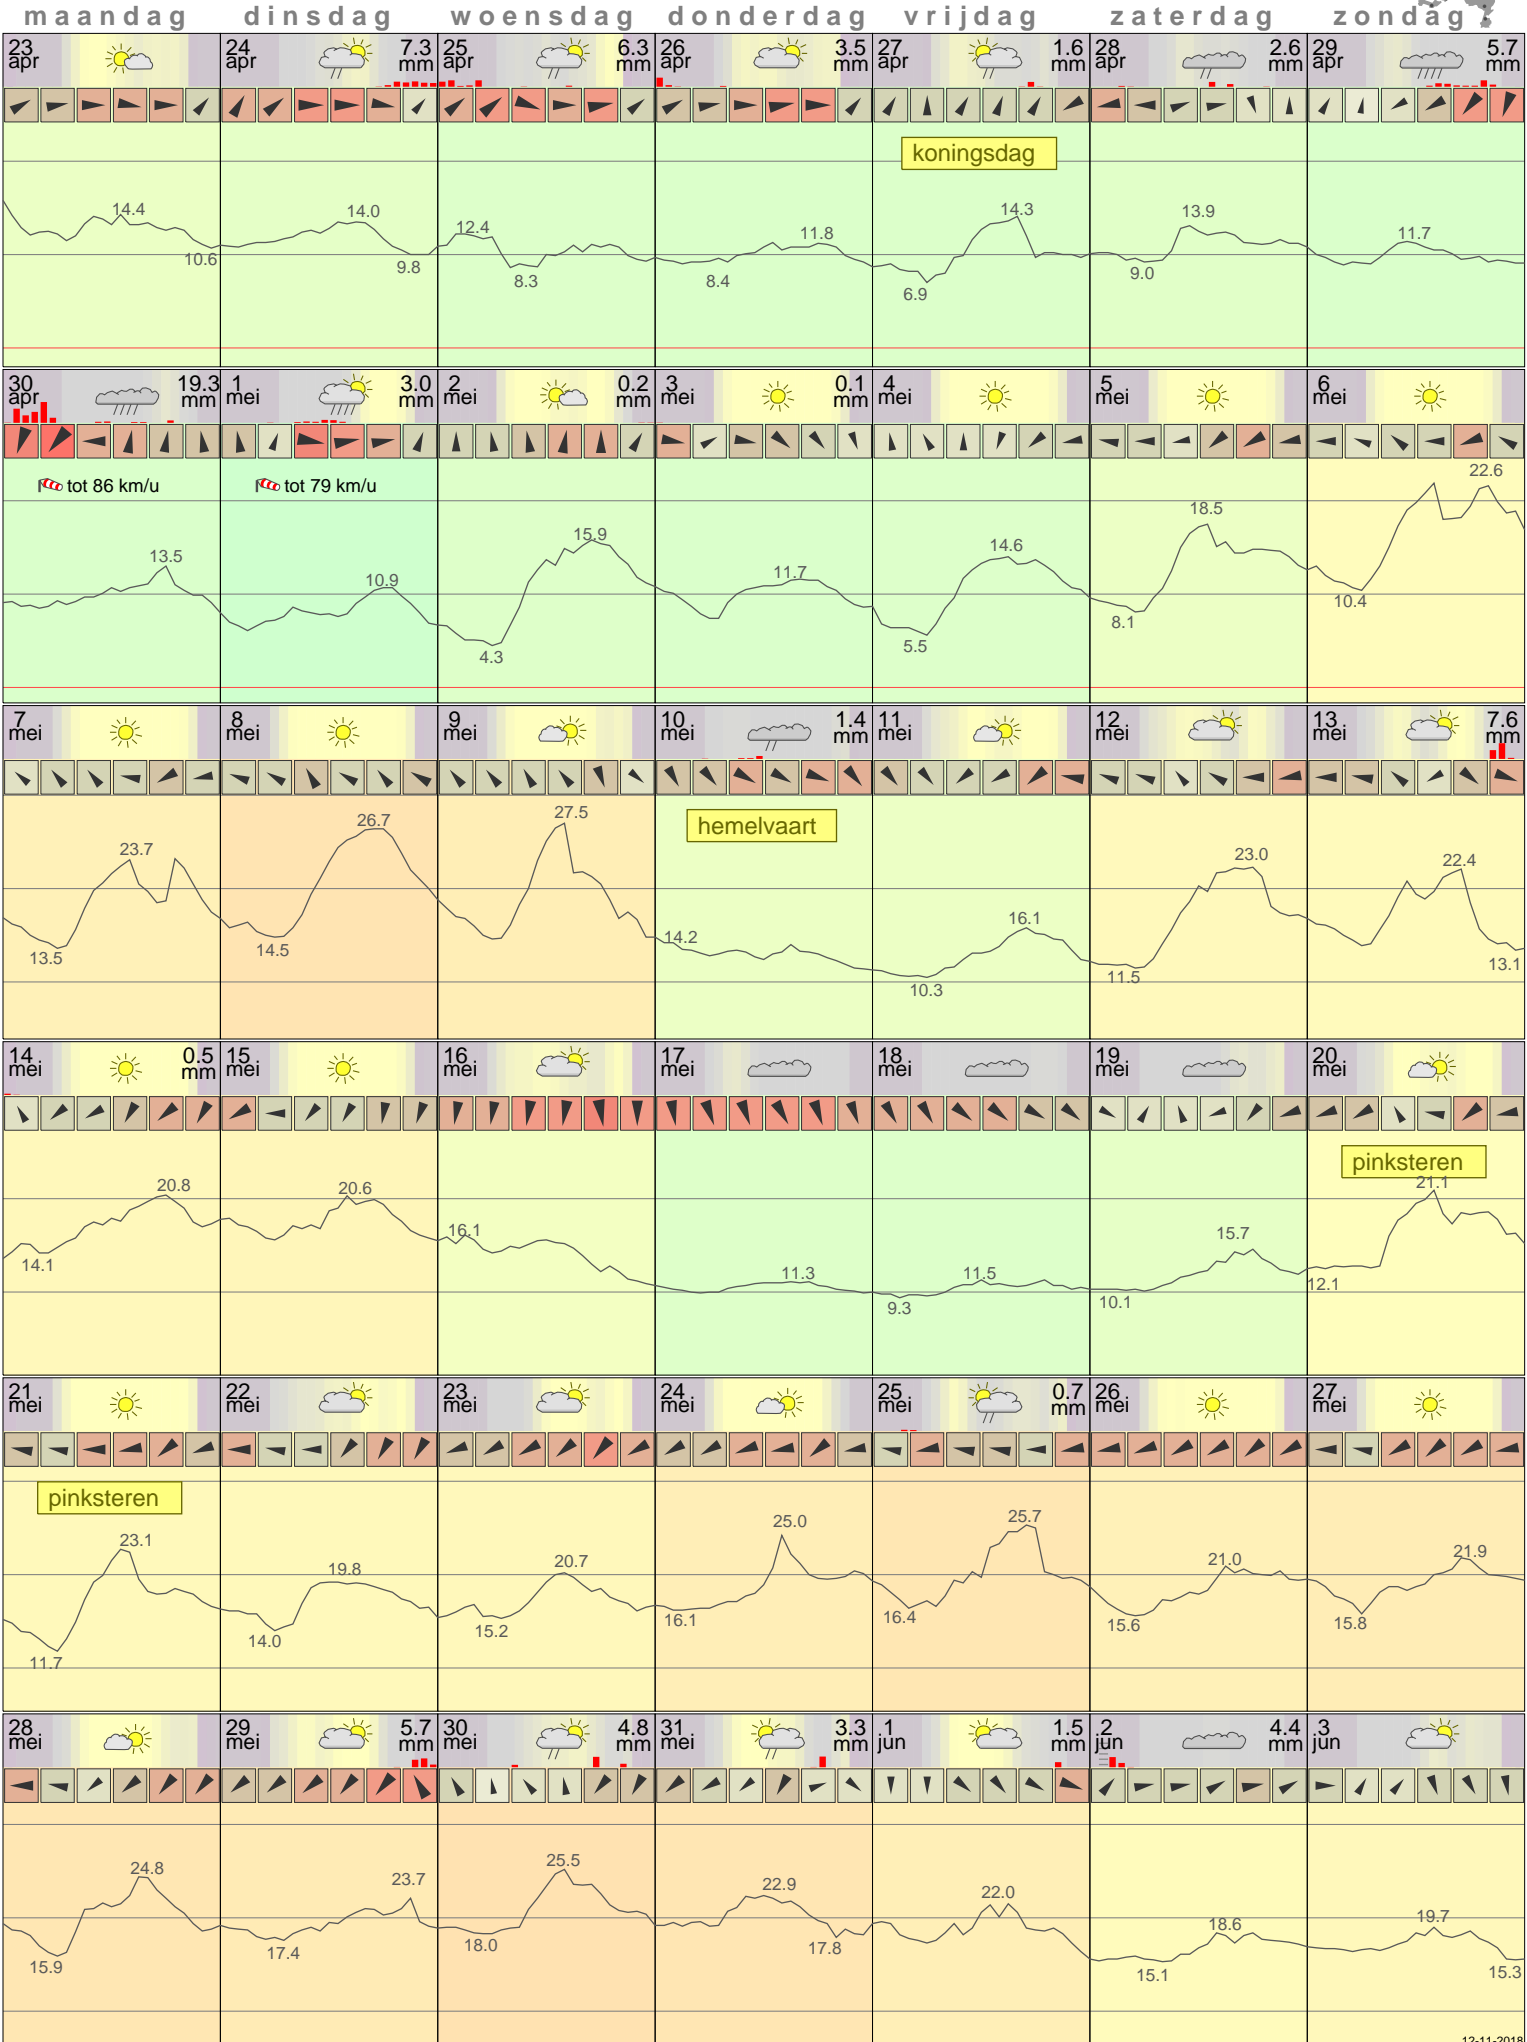 maandag dinsdag woensdag donderdag vrijdag zaterdag zondag
23 apr
24 apr 7.3 mm
25 apr 6.3 mm
26 apr 3.5 mm
27 apr 1.6 mm
28 apr 2.6 mm
29 apr 5.7 mm
koningsdag
14.4 14.0 12.4 11.8 14.3 13.9 11.7
10.6 9.8 8.3 8.4 6.9 9.0
30 apr 19.3 mm
1 mei 3.0 mm
2 mei 0.2 mm
3 mei 0.1 mm
4 mei
5 mei
6 mei
tot 86 km/u tot 79 km/u
13.5 10.9 15.9 11.7 14.6 18.5 22.6
4.3 5.5 8.1 10.4
7 mei
8 mei
9 mei
10 mei 1.4 mm
11 mei
12 mei
13 mei 7.6 mm
hemelvaart
23.7 26.7 27.5 14.2 16.1 23.0 22.4
13.5 14.5 10.3 11.5 13.1
14 mei 0.5 mm
15 mei
16 mei
17 mei
18 mei
19 mei
20 mei
pinksteren
20.8 20.6 16.1 11.3 11.5 15.7 21.1
14.1 9.3 10.1 12.1
21 mei
22 mei
23 mei
24 mei
25 mei 0.7 mm
26 mei
27 mei
pinksteren
23.1 19.8 20.7 25.0 25.7 21.0 21.9
11.7 14.0 15.2 16.1 16.4 15.6 15.8
28 mei
29 mei 5.7 mm
30 mei 4.8 mm
31 mei 3.3 mm
1 jun 1.5 mm
2 jun 4.4 mm
3 jun
24.8 23.7 25.5 22.9 22.0 18.6 19.7
15.9 17.4 18.0 17.8 15.1 15.3
12-11-2018